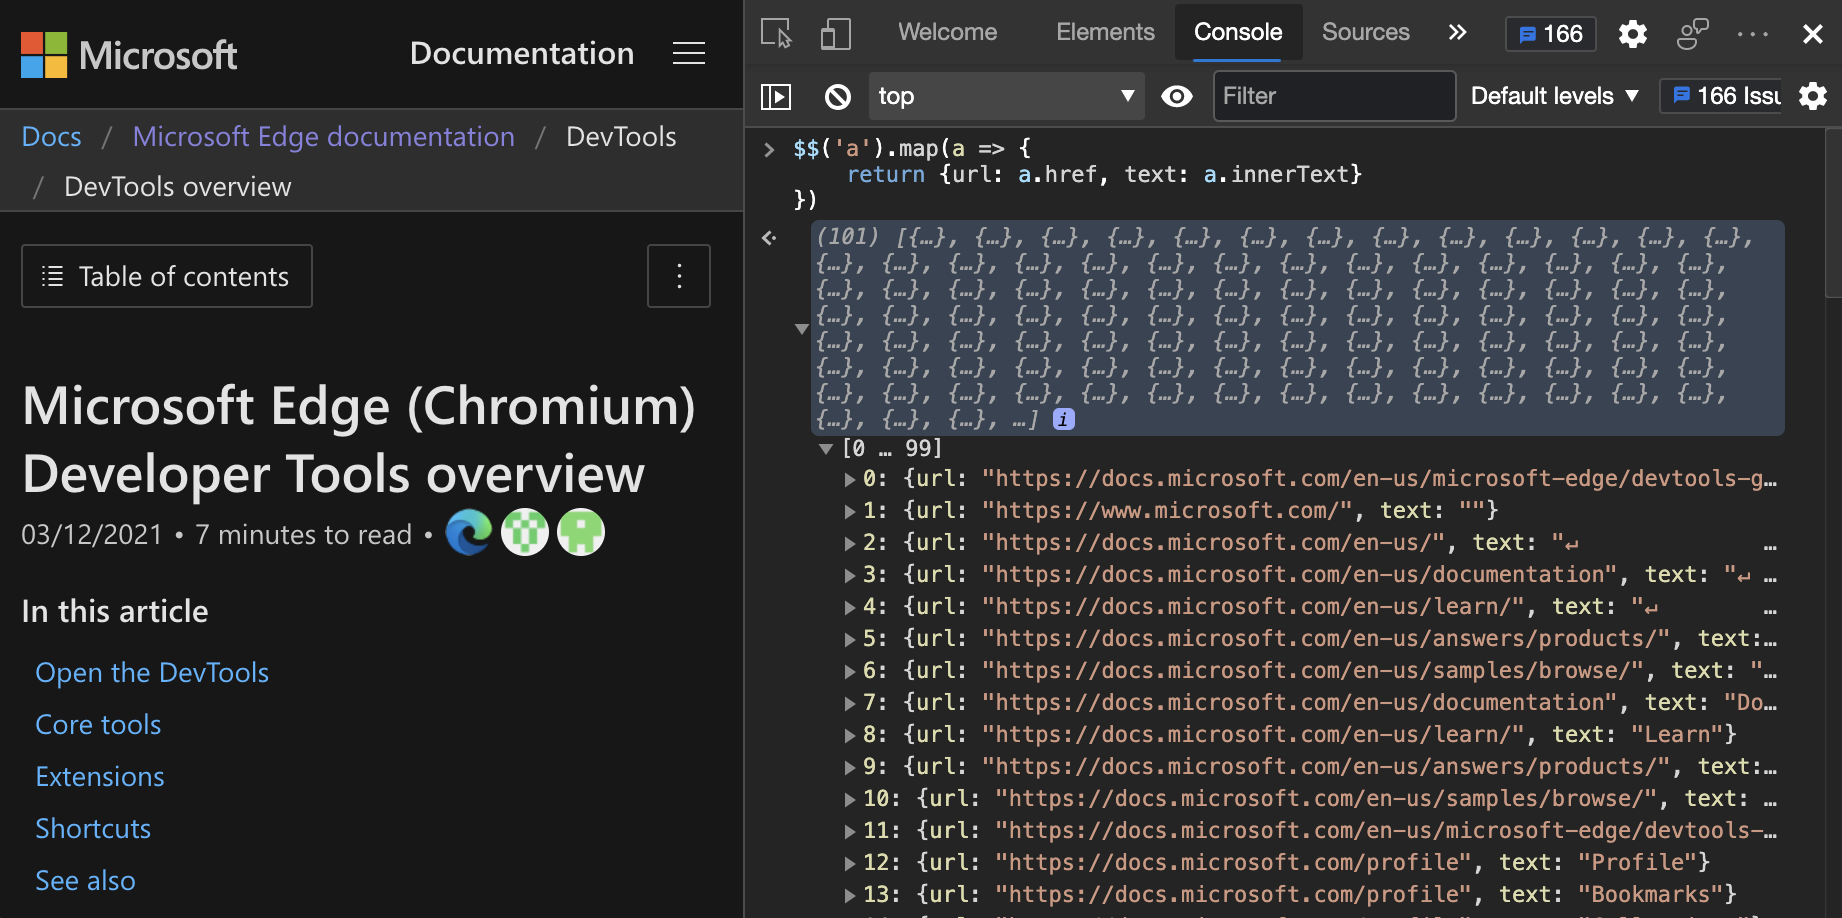 Microsoft
Documentation
Docs / Microsoft Edge documentation / DevTools
/ DevTools overview
Table of contents
Microsoft Edge (Chromium)
Developer Tools overview
03/12/2021 • 7 minutes to read •
In this article
Open the DevTools
Core tools
Extensions
Shortcuts
See also
Welcome Elements Console Sources 166
top Filter Default levels 166 Issu
$$('a').map(a => {
return {url: a.href, text: a.innerText}
})
(101) [{…}, {…}, {…}, {…}, {…}, {…}, {…}, {…}, {…}, {…}, {…}, {…}, {…},
{…}, {…}, {…}, {…}, {…}, {…}, {…}, {…}, {…}, {…}, {…}, {…}, {…}, {…},
{…}, {…}, {…}, {…}, {…}, {…}, {…}, {…}, {…}, {…}, {…}, {…}, {…}, {…},
{…}, {…}, {…}, {…}, {…}, {…}, {…}, {…}, {…}, {…}, {…}, {…}, {…}, {…},
{…}, {…}, {…}, {…}, {…}, {…}, {…}, {…}, {…}, {…}, {…}, {…}, {…}, {…},
{…}, {…}, {…}, {…}, {…}, {…}, {…}, {…}, {…}, {…}, {…}, {…}, {…}, {…},
{…}, {…}, {…}, {…}, {…}, {…}, {…}, {…}, {…}, {…}, {…}, {…}, {…}, {…},
{…}, {…}, {…}, …] i
[0 … 99]
0: {url: "https://docs.microsoft.com/en-us/microsoft-edge/devtools-g…
1: {url: "https://www.microsoft.com/", text: ""}
2: {url: "https://docs.microsoft.com/en-us/", text: "↵ …
3: {url: "https://docs.microsoft.com/en-us/documentation", text: "↵ …
4: {url: "https://docs.microsoft.com/en-us/learn/", text: "↵ …
5: {url: "https://docs.microsoft.com/en-us/answers/products/", text:…
6: {url: "https://docs.microsoft.com/en-us/samples/browse/", text: "…
7: {url: "https://docs.microsoft.com/en-us/documentation", text: "Do…
8: {url: "https://docs.microsoft.com/en-us/learn/", text: "Learn"}
9: {url: "https://docs.microsoft.com/en-us/answers/products/", text:…
10: {url: "https://docs.microsoft.com/en-us/samples/browse/", text: …
11: {url: "https://docs.microsoft.com/en-us/microsoft-edge/devtools-…
12: {url: "https://docs.microsoft.com/profile", text: "Profile"}
13: {url: "https://docs.microsoft.com/profile", text: "Bookmarks"}